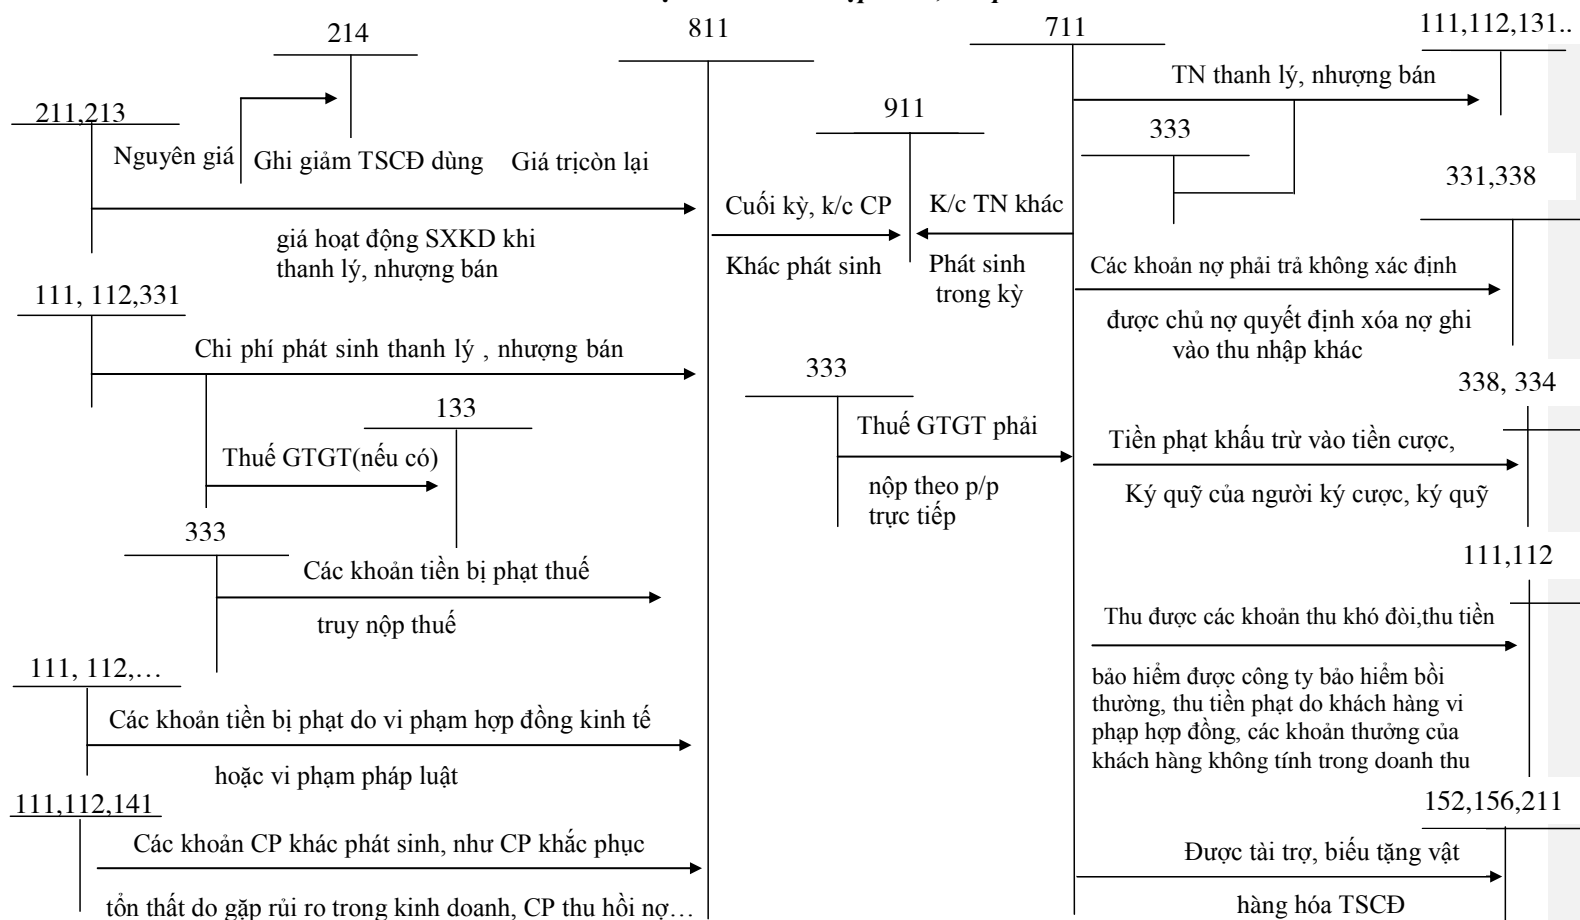 214
811
711
111,112,131..
TN thanh lý, nhượng bán
211,213
911
333
Nguyên giá
Ghi giảm TSCĐ dùng
Giá trịcòn lại
331,338
Cuối kỳ, k/c CP
K/c TN khác
giá hoạt động SXKD khi
thanh lý, nhượng bán
Khác phát sinh
Phát sinh
trong kỳ
Các khoản nợ phải trả không xác định
111, 112,331
được chủ nợ quyết định xóa nợ ghi
vào thu nhập khác
Chi phí phát sinh thanh lý , nhượng bán
333
338, 334
133
Thuế GTGT phải
Tiền phạt khấu trừ vào tiền cược,
Thuế GTGT(nếu có)
nộp theo p/p
trực tiếp
Ký quỹ của người ký cược, ký quỹ
333
111,112
Các khoản tiền bị phạt thuế
truy nộp thuế
Thu được các khoản thu khó đòi,thu tiền
111, 112,…
bảo hiểm được công ty bảo hiểm bồi
thường, thu tiền phạt do khách hàng vi
phạp hợp đồng, các khoản thưởng của
khách hàng không tính trong doanh thu
Các khoản tiền bị phạt do vi phạm hợp đồng kinh tế
hoặc vi phạm pháp luật
111,112,141
152,156,211
Các khoản CP khác phát sinh, như CP khắc phục
Được tài trợ, biếu tặng vật
tổn thất do gặp rủi ro trong kinh doanh, CP thu hồi nợ…
hàng hóa TSCĐ